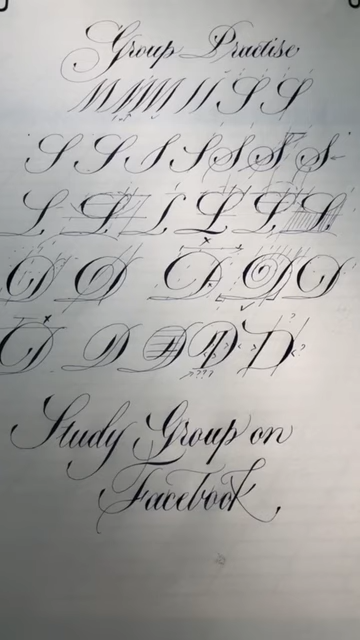 Group Practise
S S
S S S S S S S
L L L L L L
D D D D D
D D D D D
Study Group on
Facebook,